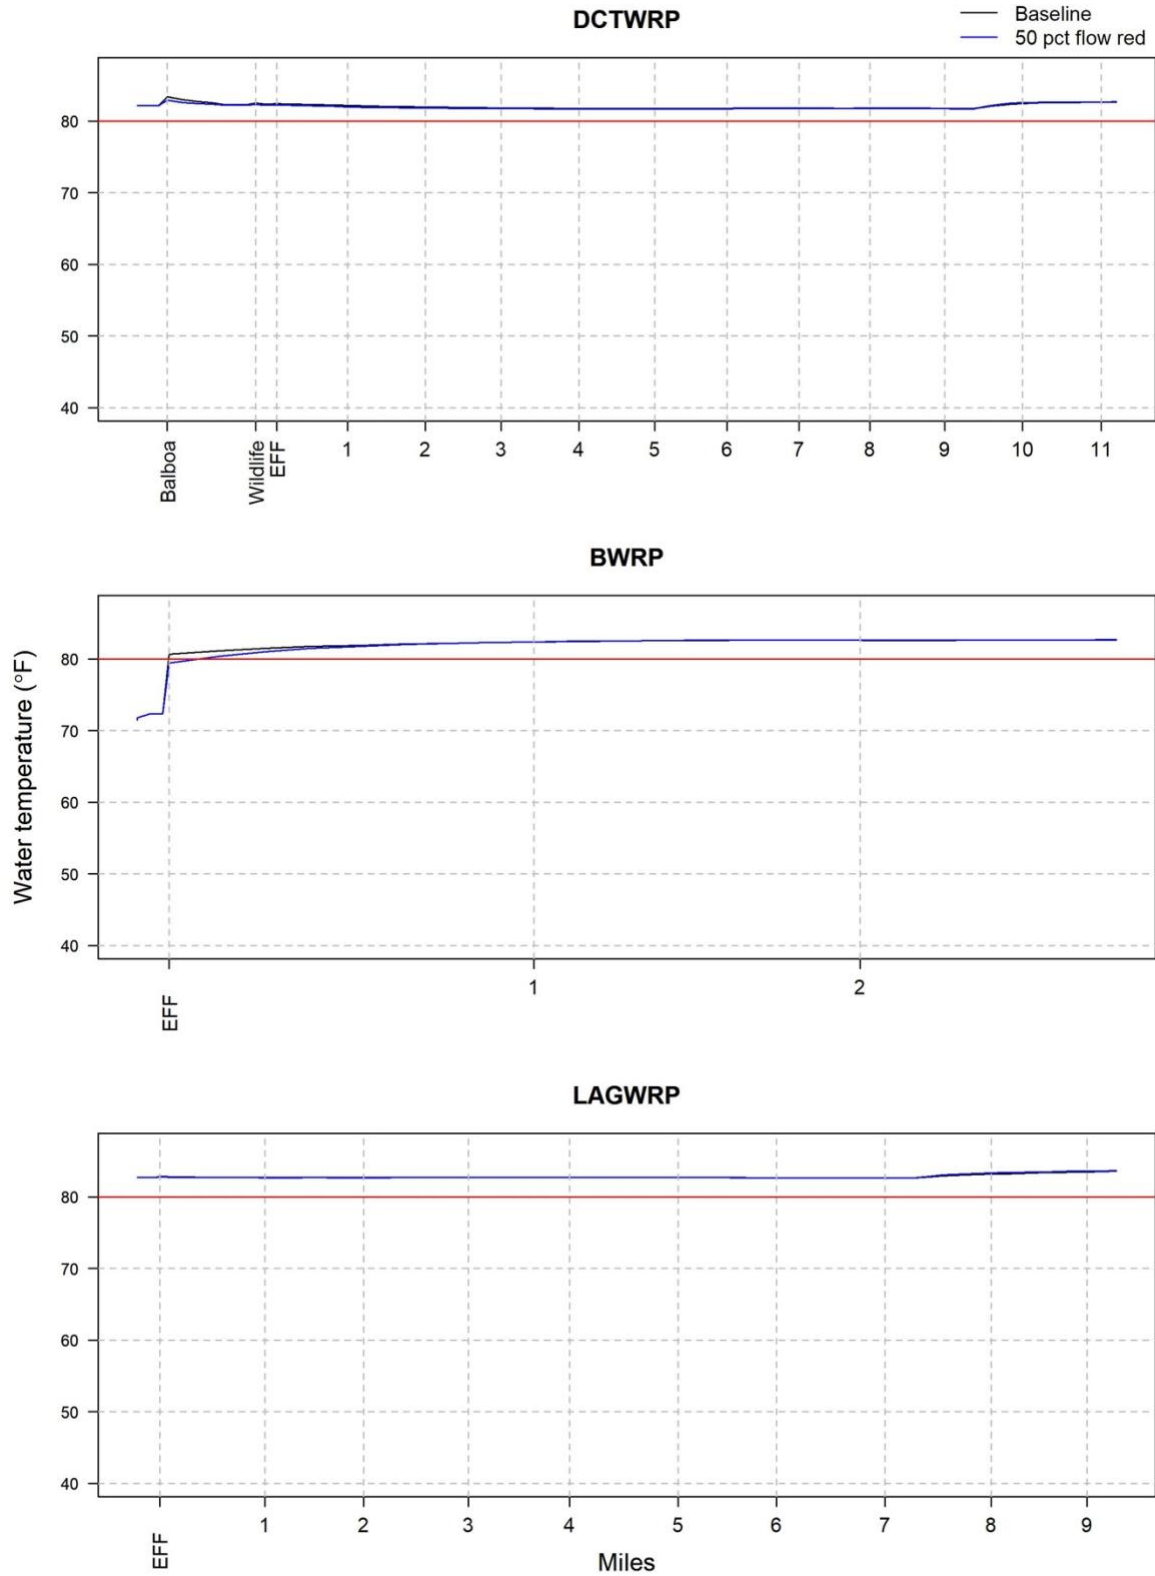 DCTWRP
Baseline
50 pct flow red
80
70
60
50
40
Balboa
Wildlife
EFF
1 2 3 4 5 6 7 8 9 10 11
BWRP
Water temperature (°F)
80
70
60
50
40
EFF
1 2
LAGWRP
80
70
60
50
40
EFF
1 2 3 4 5 6 7 8 9
Miles